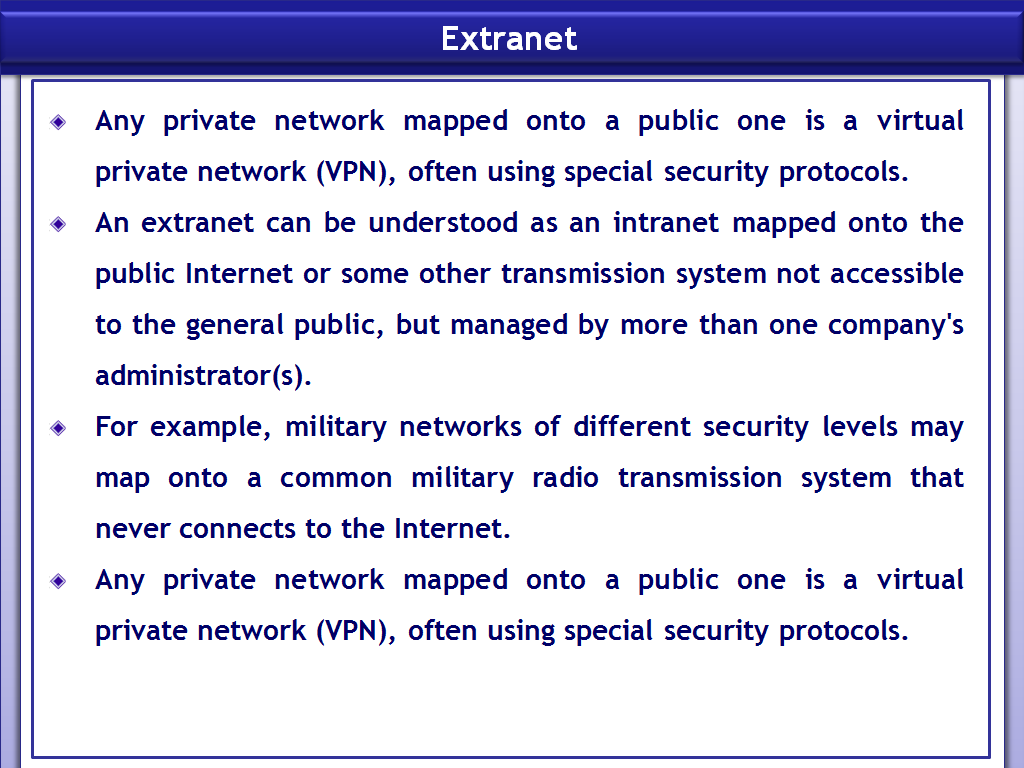 Extranet
Any private network mapped onto a public one is a virtual
private network (VPN), often using special security protocols.
An extranet can be understood as an intranet mapped onto the
public Internet or some other transmission system not accessible
to the general public, but managed by more than one company's
administrator(s).
For example, military networks of different security levels may
map onto a common military radio transmission system that
never connects to the Internet.
Any private network mapped onto a public one is a virtual
private network (VPN), often using special security protocols.